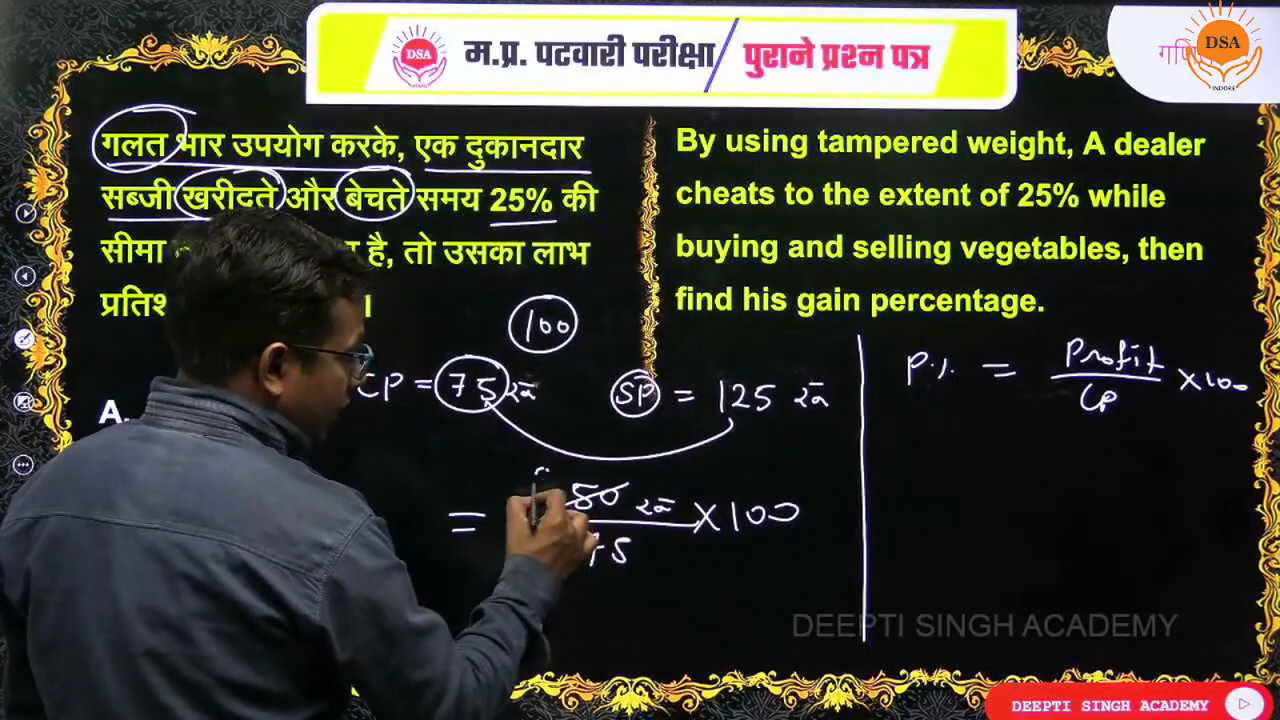 म.प्र. पटवारी परीक्षा / पुराने प्रश्न पत्र
DSA
DSA
INDORE
गलत भार उपयोग करके, एक दुकानदार
सब्जी खरीदते और बेचते समय 25% की
सीमा है, तो उसका लाभ
By using tampered weight, A dealer
cheats to the extent of 25% while
buying and selling vegetables, then
find his gain percentage.
100
CP = 75 रू
SP = 125 रू
P.% = Profit / CP × 100
A.
= 50 रू × 100
DEEPTI SINGH ACADEMY
DEEPTI SINGH ACADEMY